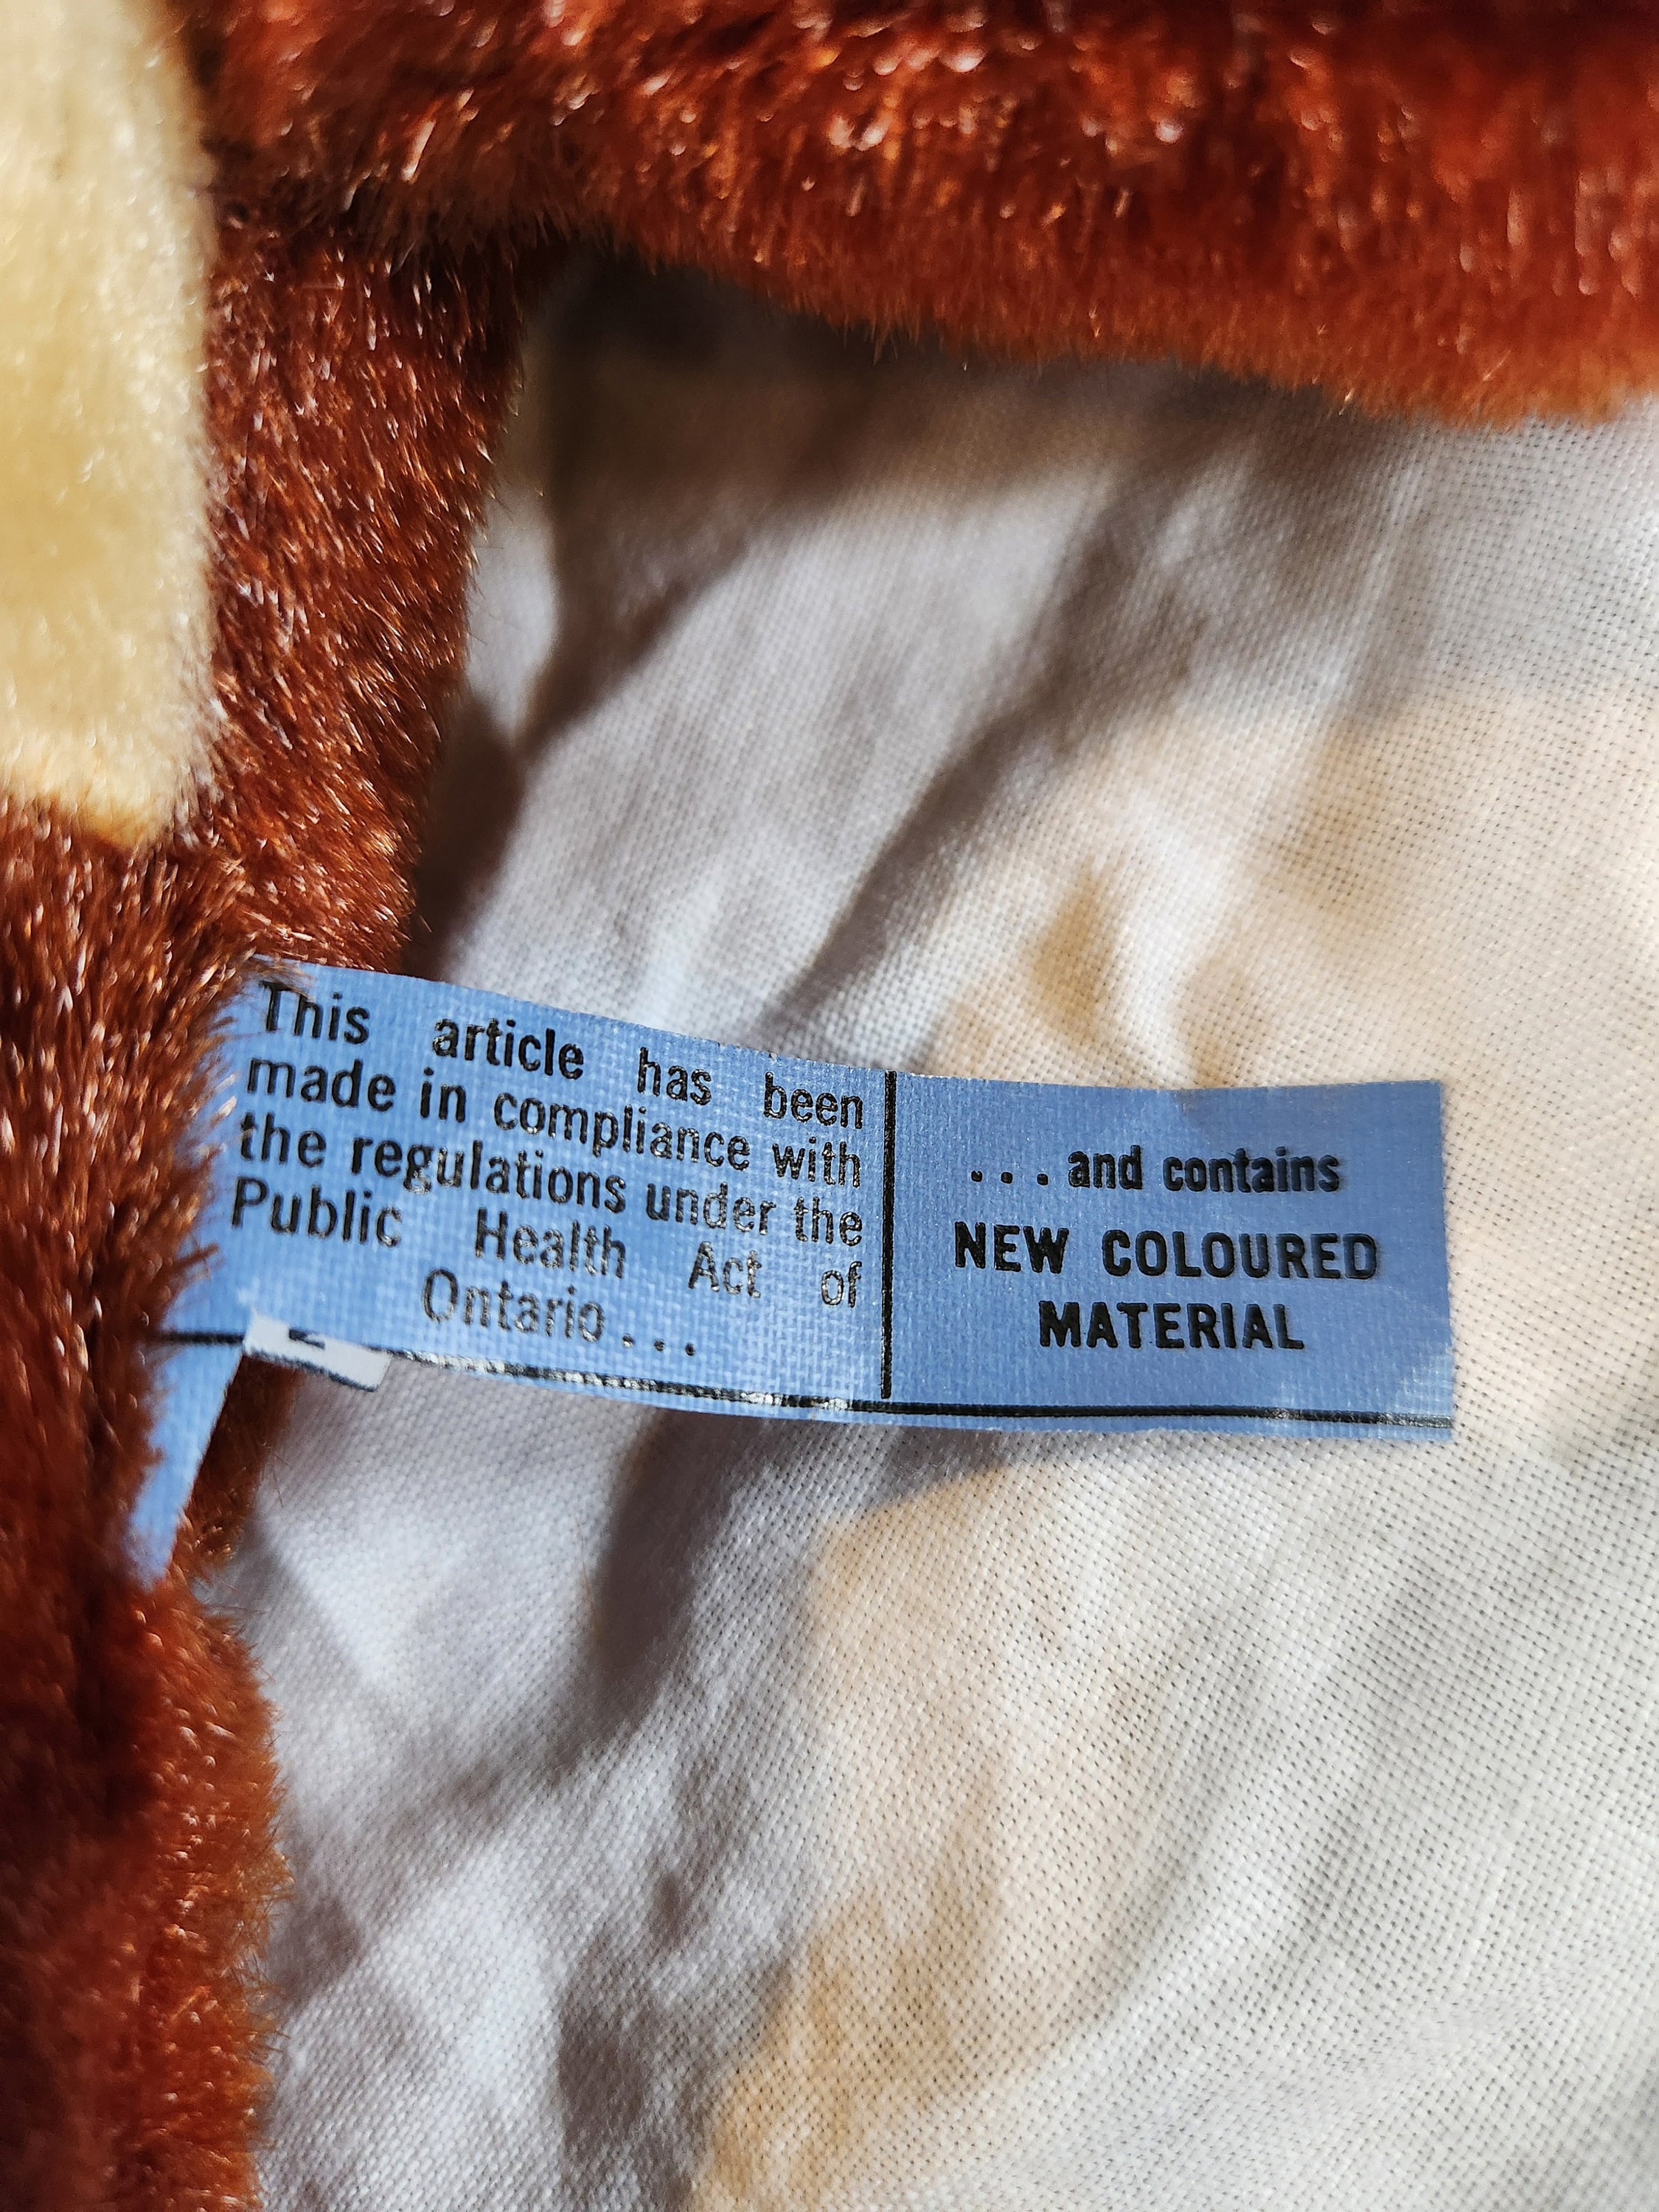 This article has been
made in compliance with
the regulations under the
Public Health Act of
Ontario . . .
. . . and contains
NEW COLOURED
MATERIAL